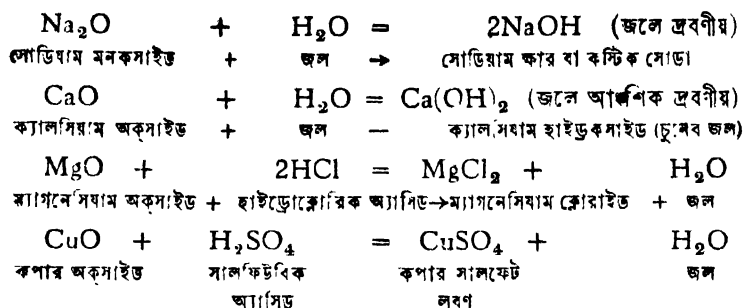 Na₂O + H₂O = 2NaOH (জলে দ্রবণীয়)
সোডিয়াম মনকসাইড + জল → সোডিয়াম ক্ষার বা কস্টিক সোডা
CaO + H₂O = Ca(OH)₂ (জলে আংশিক দ্রবণীয়)
ক্যালসিয়াম অক্সাইড + জল — ক্যালসিয়াম হাইড্রকসাইড (চুনের জল)
MgO + 2HCl = MgCl₂ + H₂O
ম্যাগনেসিয়াম অক্সাইড + হাইড্রোক্লোরিক অ্যাসিড→ম্যাগনেসিয়াম ক্লোরাইড + জল
CuO + H₂SO₄ = CuSO₄ + H₂O
কপার অক্সাইড সালফিউরিক কপার সালফেট জল
অ্যাসিড লবণ